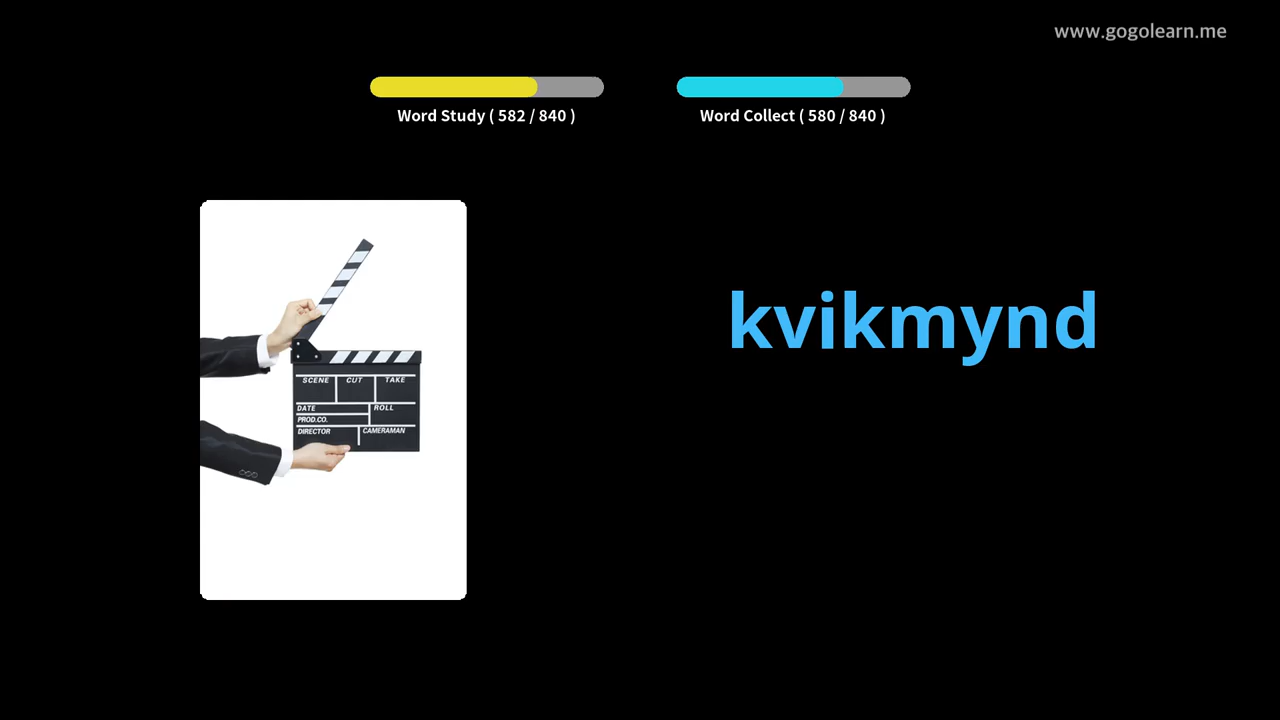 www.gogolearn.me
Word Study ( 582 / 840 )
Word Collect ( 580 / 840 )
kvikmynd
SCENE CUT TAKE
DATE ROLL
PROD.CO.
DIRECTOR CAMERAMAN